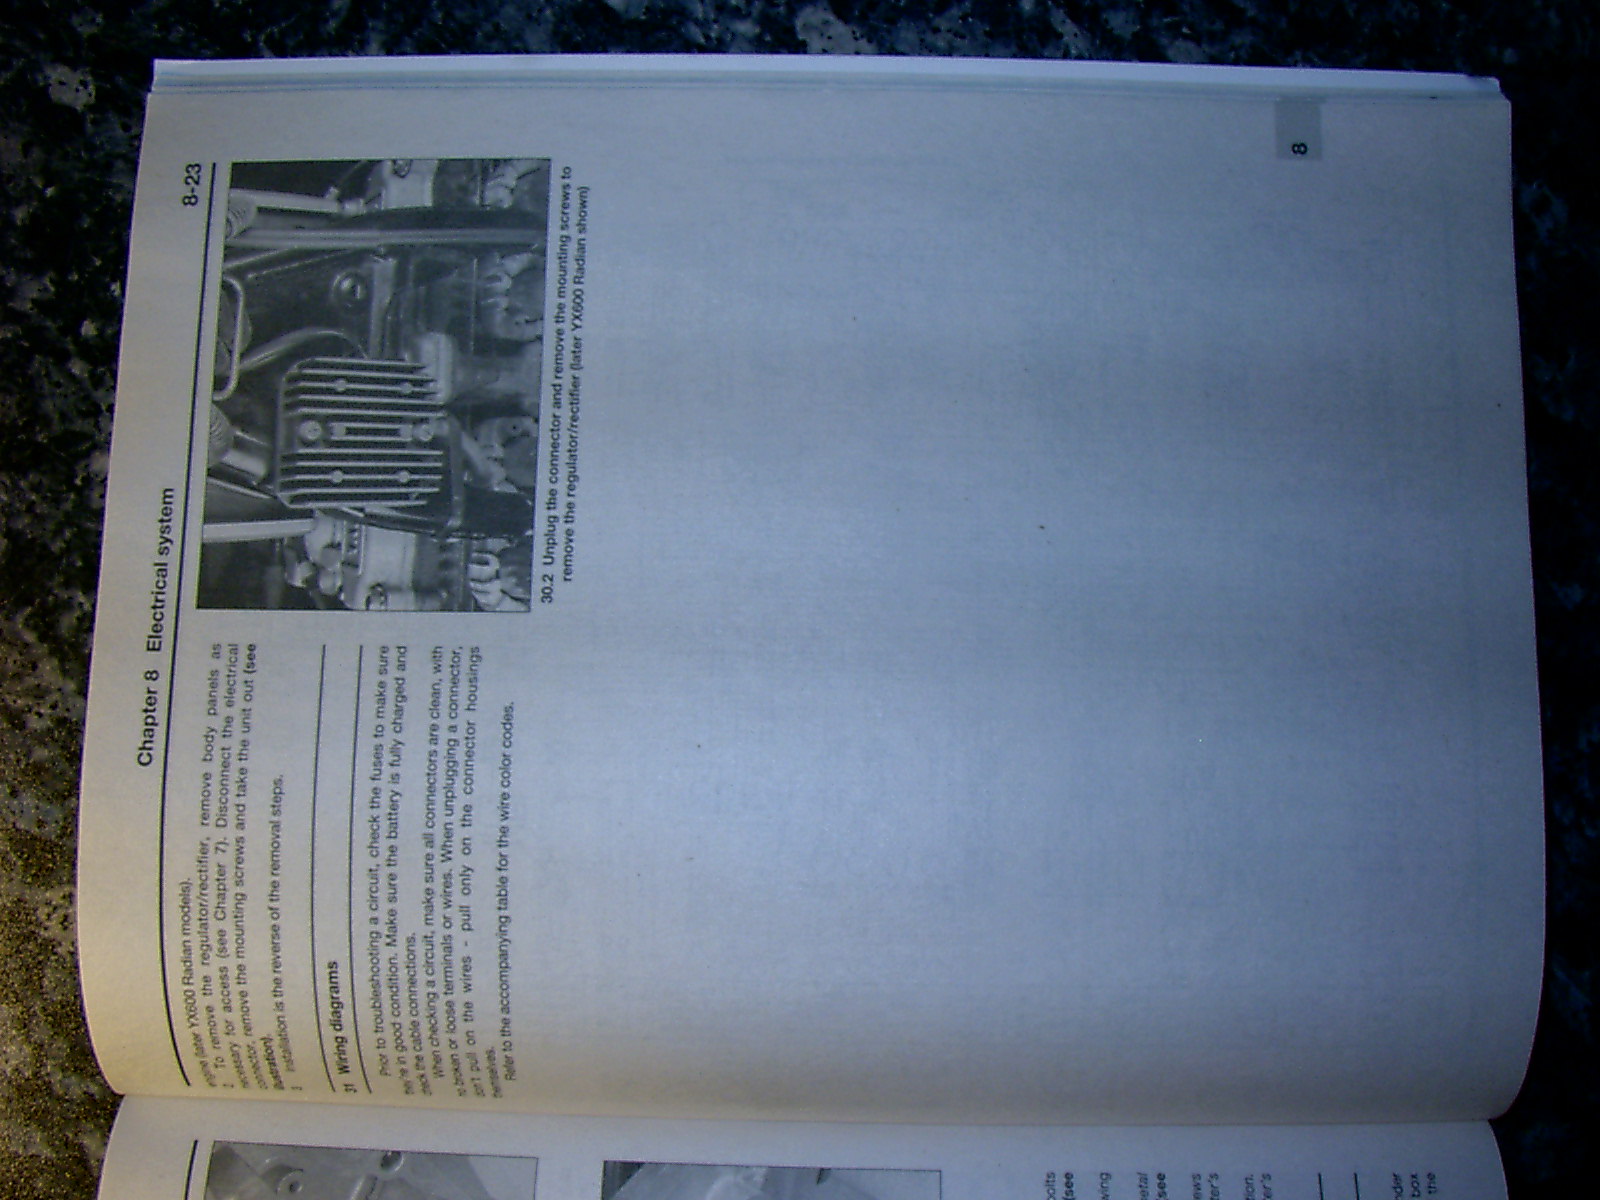 Chapter 8 Electrical system
8-23
engine (later YX600 Radian models).
2 To remove the regulator/rectifier, remove body panels as
necessary for access (see Chapter 7). Disconnect the electrical
connector, remove the mounting screws and take the unit out (see
illustration).
3 Installation is the reverse of the removal steps.
31 Wiring diagrams
Prior to troubleshooting a circuit, check the fuses to make sure
they're in good condition. Make sure the battery is fully charged and
check the cable connections.
When checking a circuit, make sure all connectors are clean, with
no broken or loose terminals or wires. When unplugging a connector,
don't pull on the wires - pull only on the connector housings
themselves.
Refer to the accompanying table for the wire color codes.
30.2 Unplug the connector and remove the mounting screws to
remove the regulator/rectifier (later YX600 Radian shown)
8
(see
(see
box
the